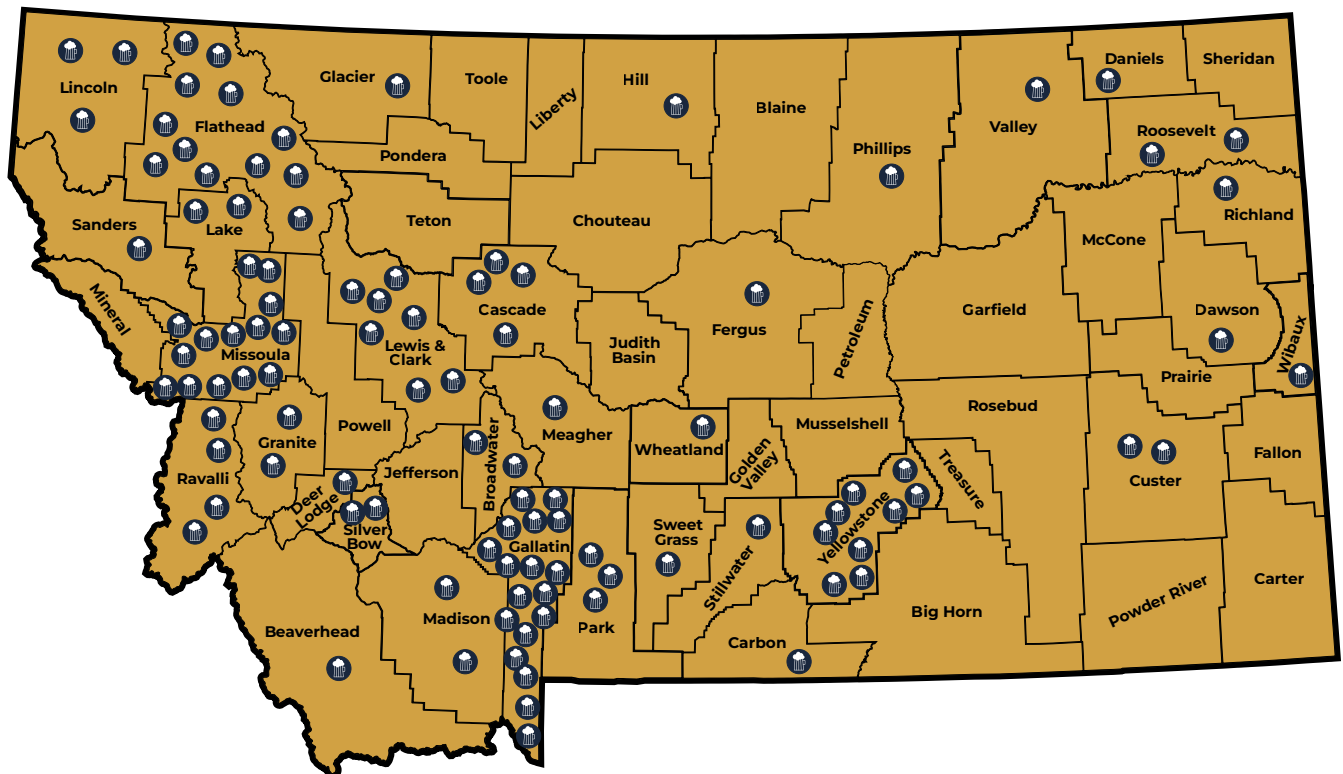 Lincoln
Flathead
Glacier
Toole
Liberty
Hill
Blaine
Phillips
Valley
Daniels
Sheridan
Roosevelt
Pondera
Teton
Chouteau
Richland
McCone
Sanders
Lake
Mineral
Missoula
Lewis &
Clark
Cascade
Judith
Basin
Fergus
Petroleum
Garfield
Dawson
Wibaux
Prairie
Rosebud
Powell
Granite
Ravalli
Deer
Lodge
Silver
Bow
Jefferson
Broadwater
Meagher
Wheatland
Golden
Valley
Musselshell
Treasure
Custer
Fallon
Gallatin
Sweet
Grass
Stillwater
Yellowstone
Beaverhead
Madison
Park
Carbon
Big Horn
Powder River
Carter